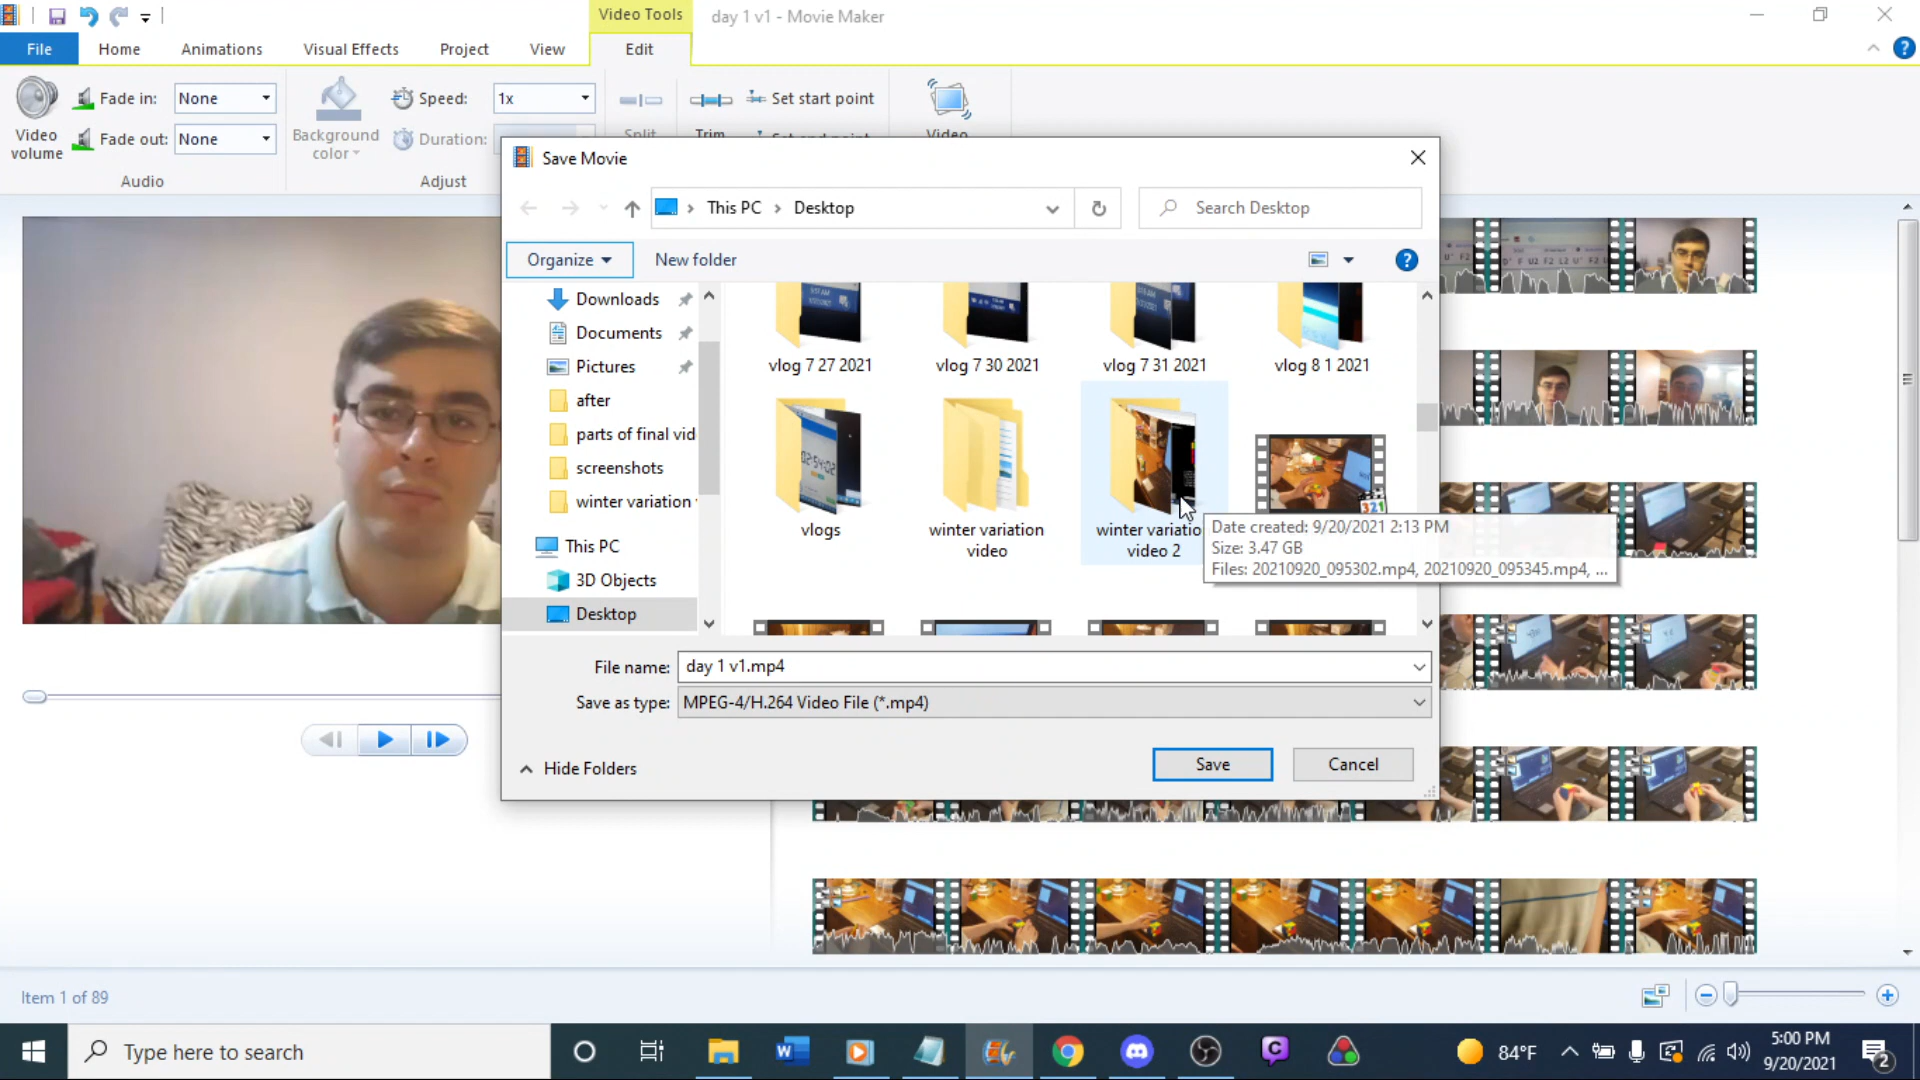 Video Tools
day 1 v1 - Movie Maker
File
Home
Animations
Visual Effects
Project
View
Edit
Video
volume
Fade in:
None
Fade out:
None
Audio
Background
color
Speed:
1x
Duration:
Adjust
Split
Trim
Set start point
Set end point
Video
Save Movie
This PC
Desktop
Search Desktop
Organize
New folder
Downloads
Documents
Pictures
after
parts of final vid
screenshots
winter variation
This PC
3D Objects
Desktop
vlog 7 27 2021
vlog 7 30 2021
vlog 7 31 2021
vlog 8 1 2021
vlogs
winter variation
video
winter variatio
video 2
Date created: 9/20/2021 2:13 PM
Size: 3.47 GB
Files: 20210920_095302.mp4, 20210920_095345.mp4, ...
File name:
day 1 v1.mp4
Save as type:
MPEG-4/H.264 Video File (*.mp4)
Hide Folders
Save
Cancel
Item 1 of 89
Type here to search
84°F
5:00 PM
9/20/2021
2